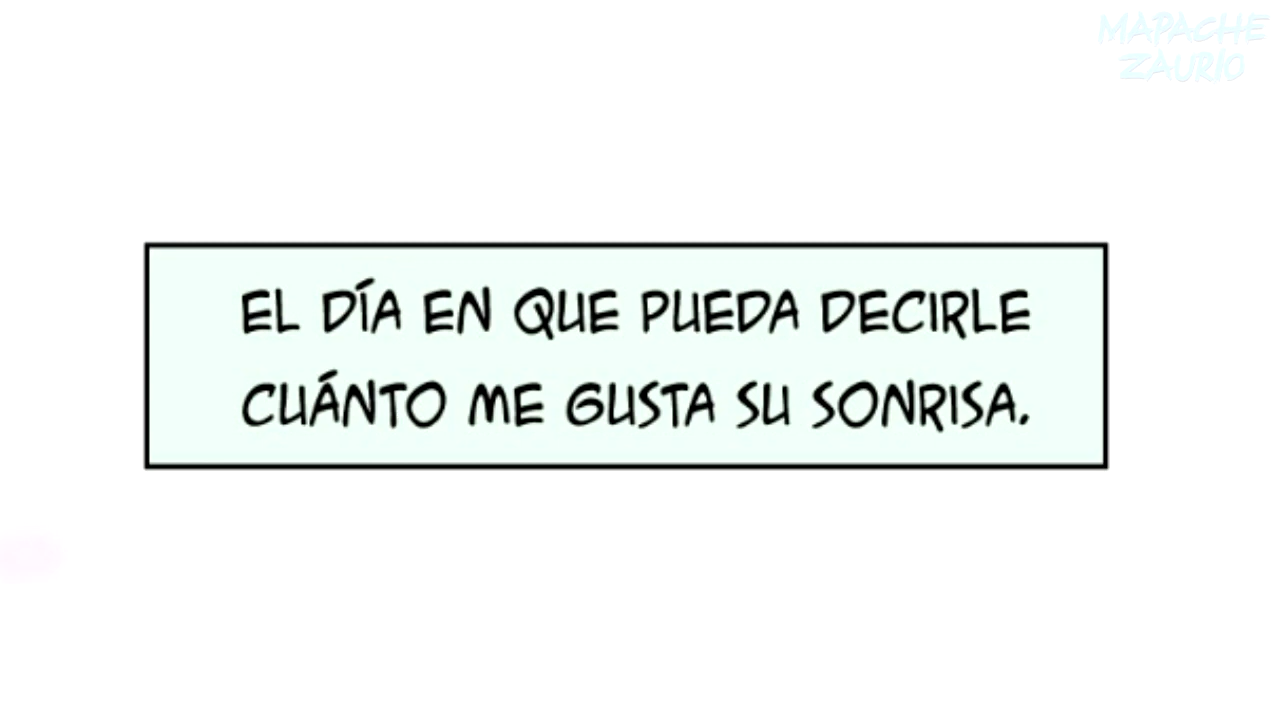 MAPACHE
ZAURIO
EL DÍA EN QUE PUEDA DECIRLE
CUÁNTO ME GUSTA SU SONRISA.